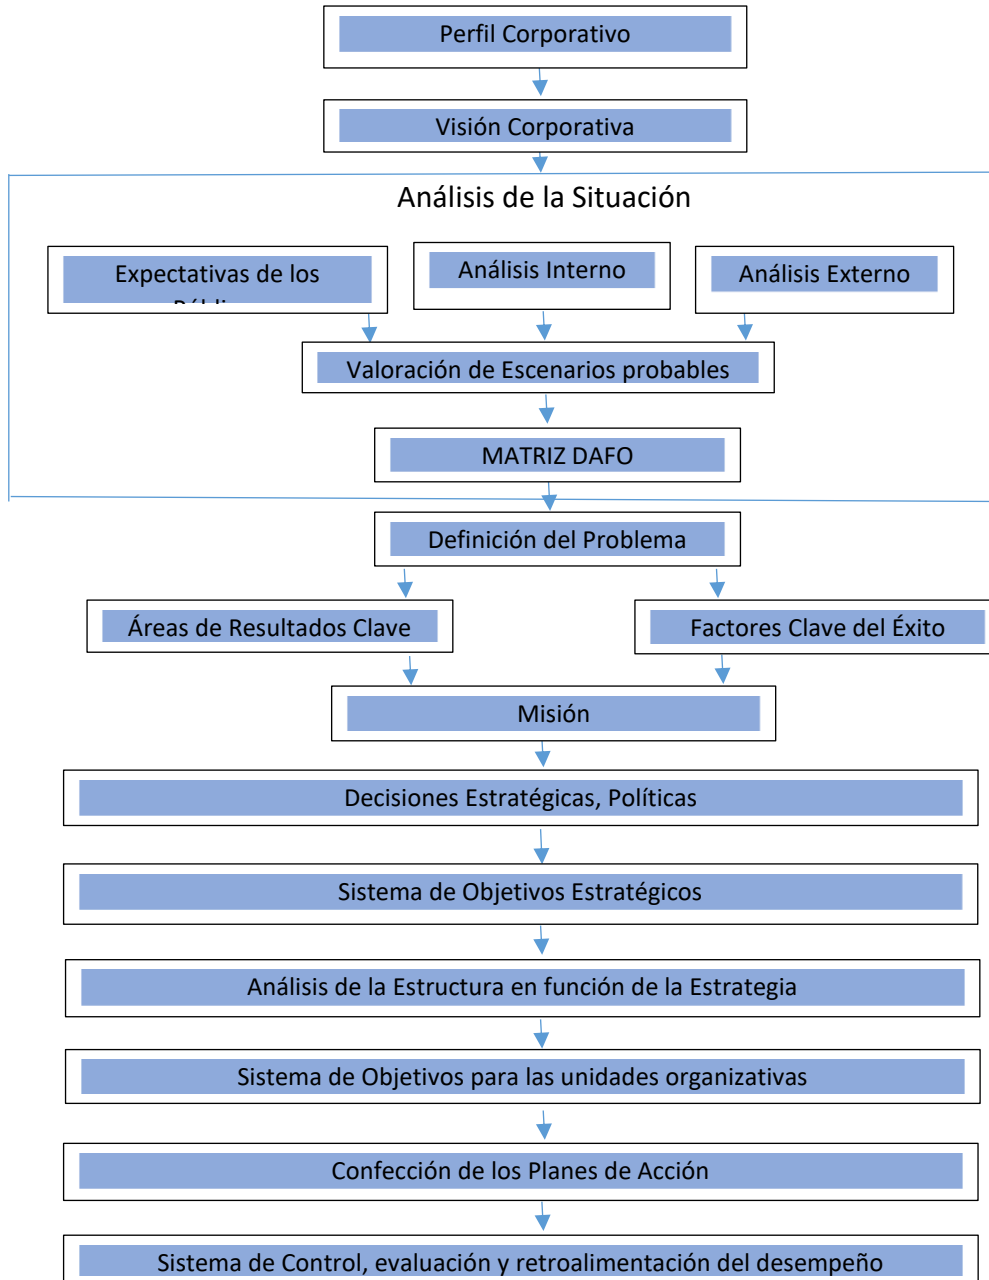 Perfil Corporativo
Visión Corporativa
Análisis de la Situación
Expectativas de los
Análisis Interno
Análisis Externo
Valoración de Escenarios probables
MATRIZ DAFO
Definición del Problema
Áreas de Resultados Clave
Factores Clave del Éxito
Misión
Decisiones Estratégicas, Políticas
Sistema de Objetivos Estratégicos
Análisis de la Estructura en función de la Estrategia
Sistema de Objetivos para las unidades organizativas
Confección de los Planes de Acción
Sistema de Control, evaluación y retroalimentación del desempeño